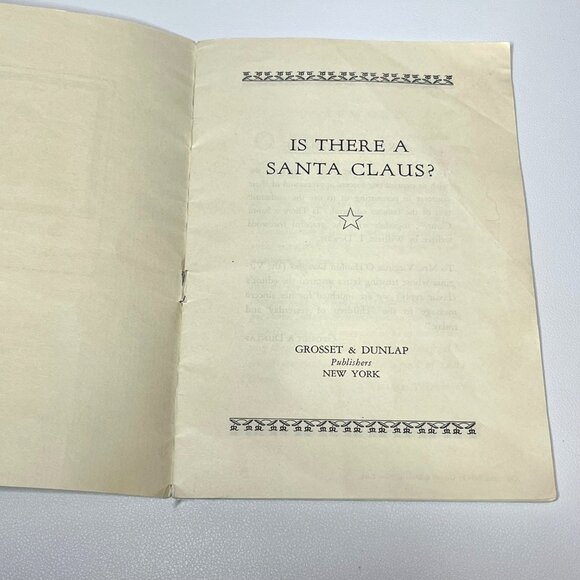 IS THERE A
SANTA CLAUS?
GROSSET & DUNLAP
Publishers
NEW YORK